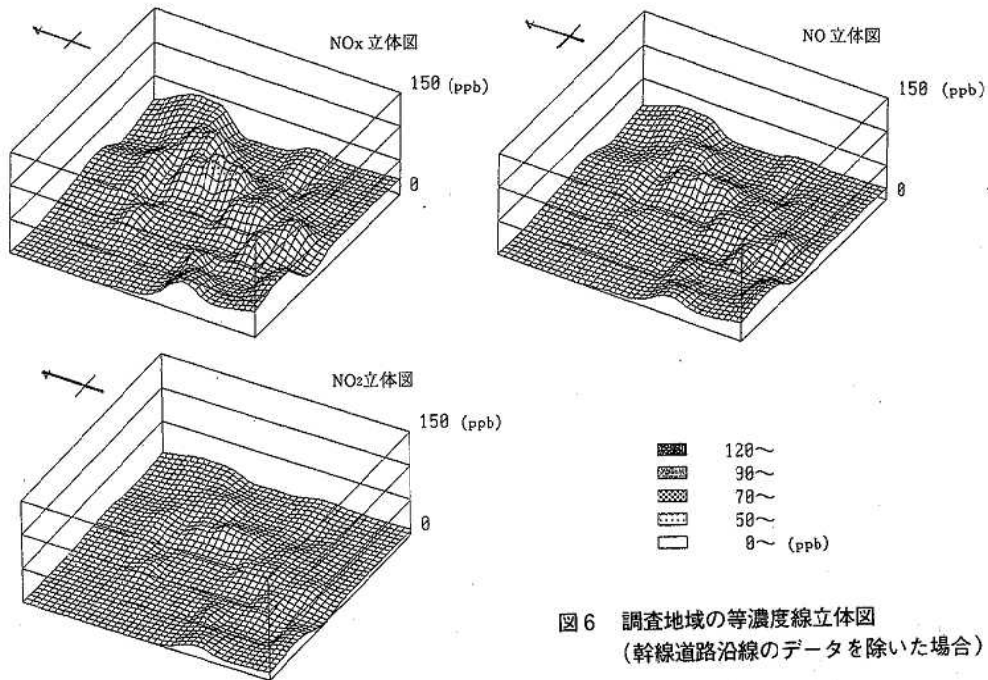 NOx 立体図
150 (ppb)
0
NO 立体図
150 (ppb)
0
NO2立体図
150 (ppb)
0
120~
90~
70~
50~
0~ (ppb)
図6 調査地域の等濃度線立体図
(幹線道路沿線のデータを除いた場合)